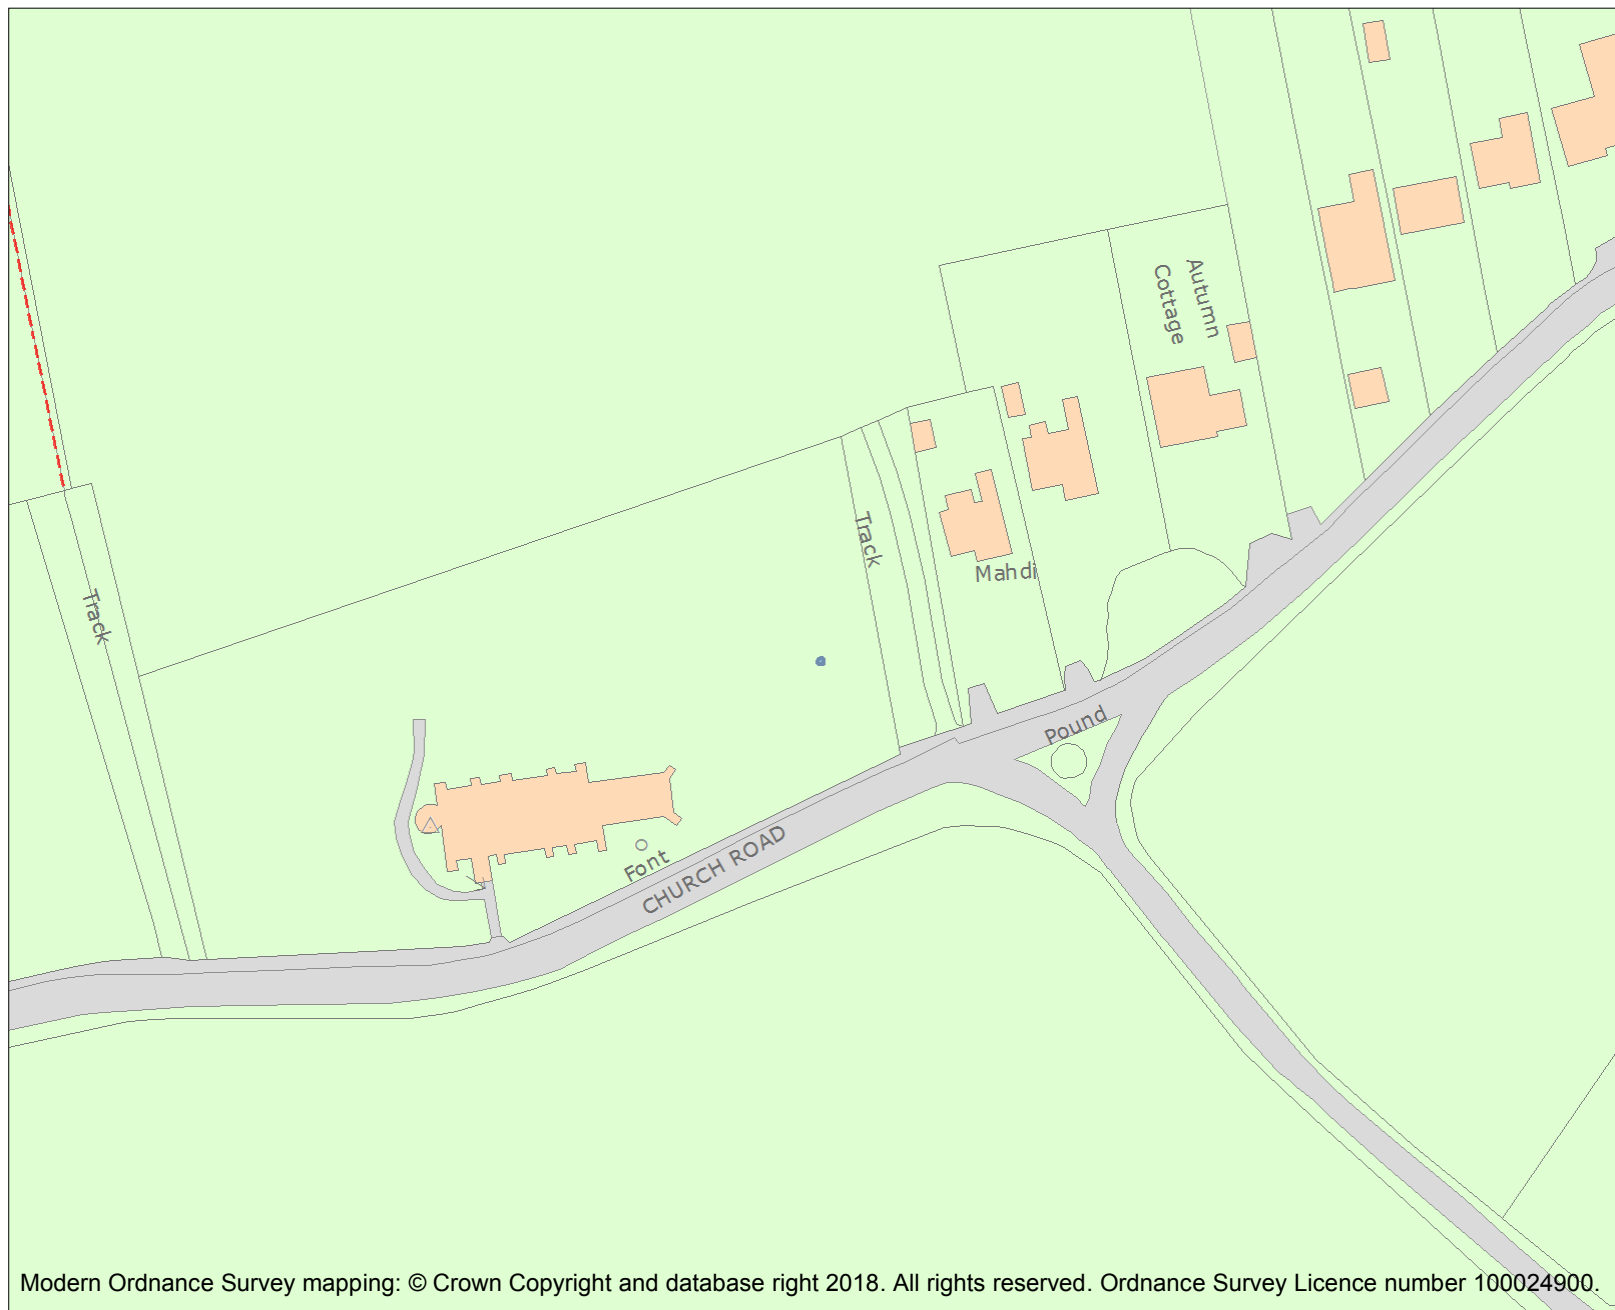 Autumn
Cottage
Track
Mahdi
Track
Pound
CHURCH ROAD
Font
Modern Ordnance Survey mapping: © Crown Copyright and database right 2018. All rights reserved. Ordnance Survey Licence number 100024900.